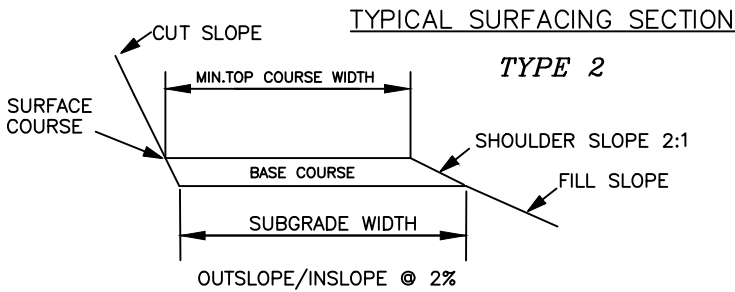 TYPICAL SURFACING SECTION
TYPE 2
CUT SLOPE
MIN.TOP COURSE WIDTH
SURFACE
COURSE
SHOULDER SLOPE 2:1
BASE COURSE
FILL SLOPE
SUBGRADE WIDTH
OUTSLOPE/INSLOPE @ 2%